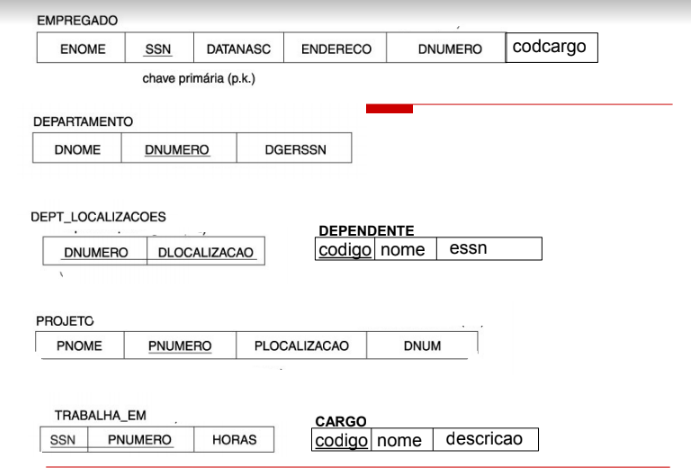 EMPREGADO
ENOME SSN DATANASC ENDERECO DNUMERO codcargo
chave primária (p.k.)
DEPARTAMENTO
DNOME DNUMERO DGERSSN
DEPT_LOCALIZACOES
DNUMERO DLOCALIZACAO
DEPENDENTE
codigo nome essn
PROJETO
PNOME PNUMERO PLOCALIZACAO DNUM
TRABALHA_EM
SSN PNUMERO HORAS
CARGO
codigo nome descricao